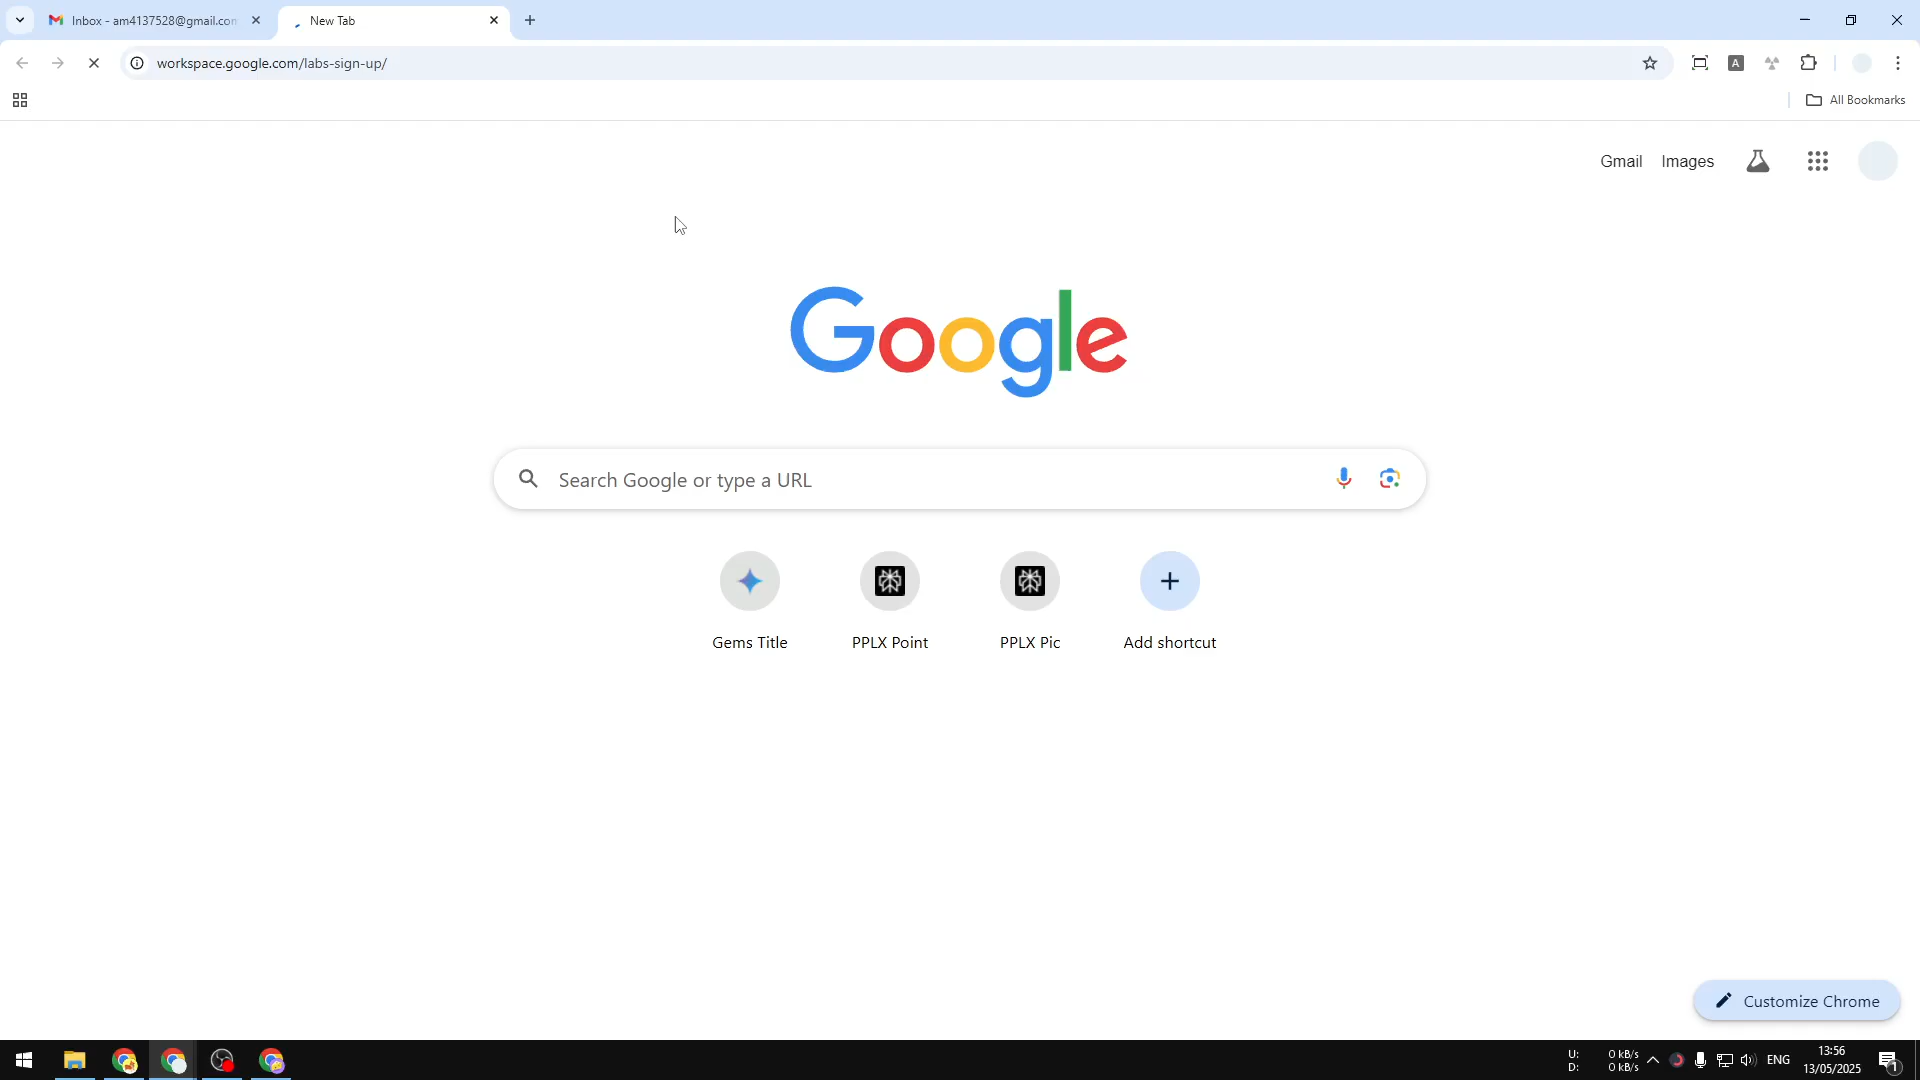 Inbox - am4137528@gmail.com
New Tab
workspace.google.com/labs-sign-up/
A
All Bookmarks
Gmail
Images
Google
Search Google or type a URL
Gems Title
PPLX Point
PPLX Pic
Add shortcut
Customize Chrome
U: 0 kB/s
D: 0 kB/s
ENG
13:56
13/05/2025
1